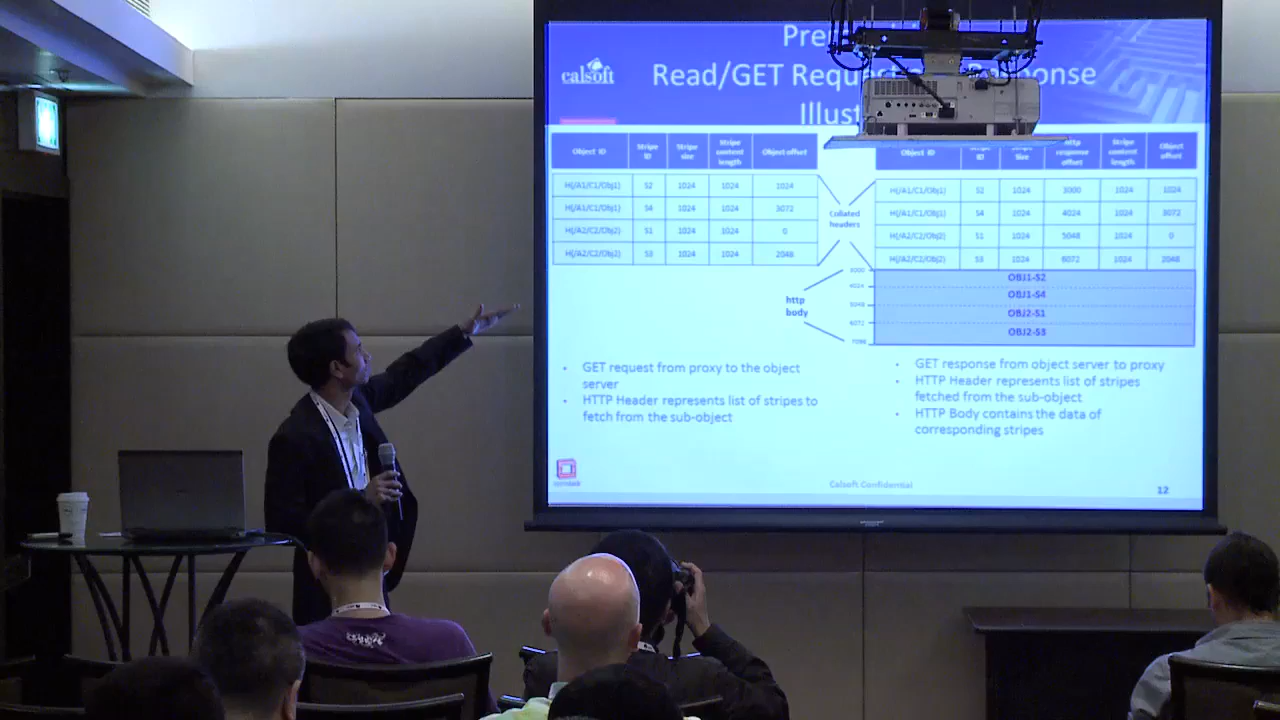 calsoft
Pre
Read/GET Requ
ponse
Illust
Object ID Stripe ID Stripe size Stripe content length Object offset
H(/A1/C1/Obj1) S2 1024 1024 1024
H(/A1/C1/Obj1) S4 1024 1024 3072
H(/A2/C2/Obj2) S1 1024 1024 0
H(/A2/C2/Obj2) S3 1024 1024 2048
Collated headers
Object ID ID Size http response offset Stripe content length Object offset
H(/A1/C1/Obj1) S2 1024 3000 1024 1024
H(/A1/C1/Obj1) S4 1024 4024 1024 3072
H(/A2/C2/Obj2) S1 1024 5048 1024 0
H(/A2/C2/Obj2) S3 1024 6072 1024 2048
http body
3000
4024
5048
6072
7096
OBJ1-S2
OBJ1-S4
OBJ2-S1
OBJ2-S3
• GET request from proxy to the object
server
• HTTP Header represents list of stripes to
fetch from the sub-object
• GET response from object server to proxy
• HTTP Header represents list of stripes
fetched from the sub-object
• HTTP Body contains the data of
corresponding stripes
openstack
Calsoft Confidential
12